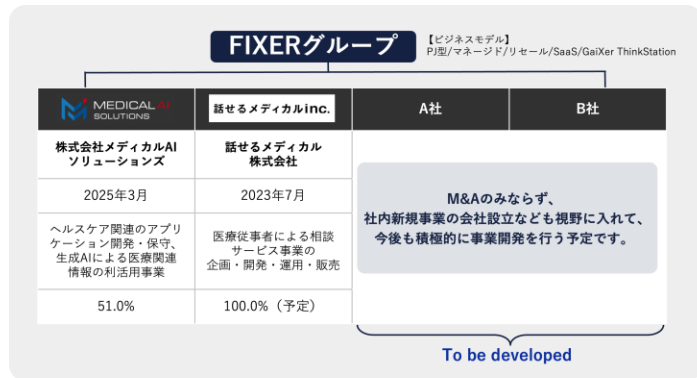 FIXERグループ
【ビジネスモデル】
PJ型/マネージド/リセール/SaaS/GaiXer ThinkStation
MEDICAL AI
SOLUTIONS
話せるメディカルinc.
A社
B社
株式会社メディカルAI
ソリューションズ
話せるメディカル
株式会社
2025年3月
2023年7月
ヘルスケア関連のアプリ
ケーション開発・保守、
生成AIによる医療関連
情報の利活用事業
医療従事者による相談
サービス事業の
企画・開発・運用・販売
51.0%
100.0%（予定）
M&Aのみならず、
社内新規事業の会社設立なども視野に入れて、
今後も積極的に事業開発を行う予定です。
To be developed